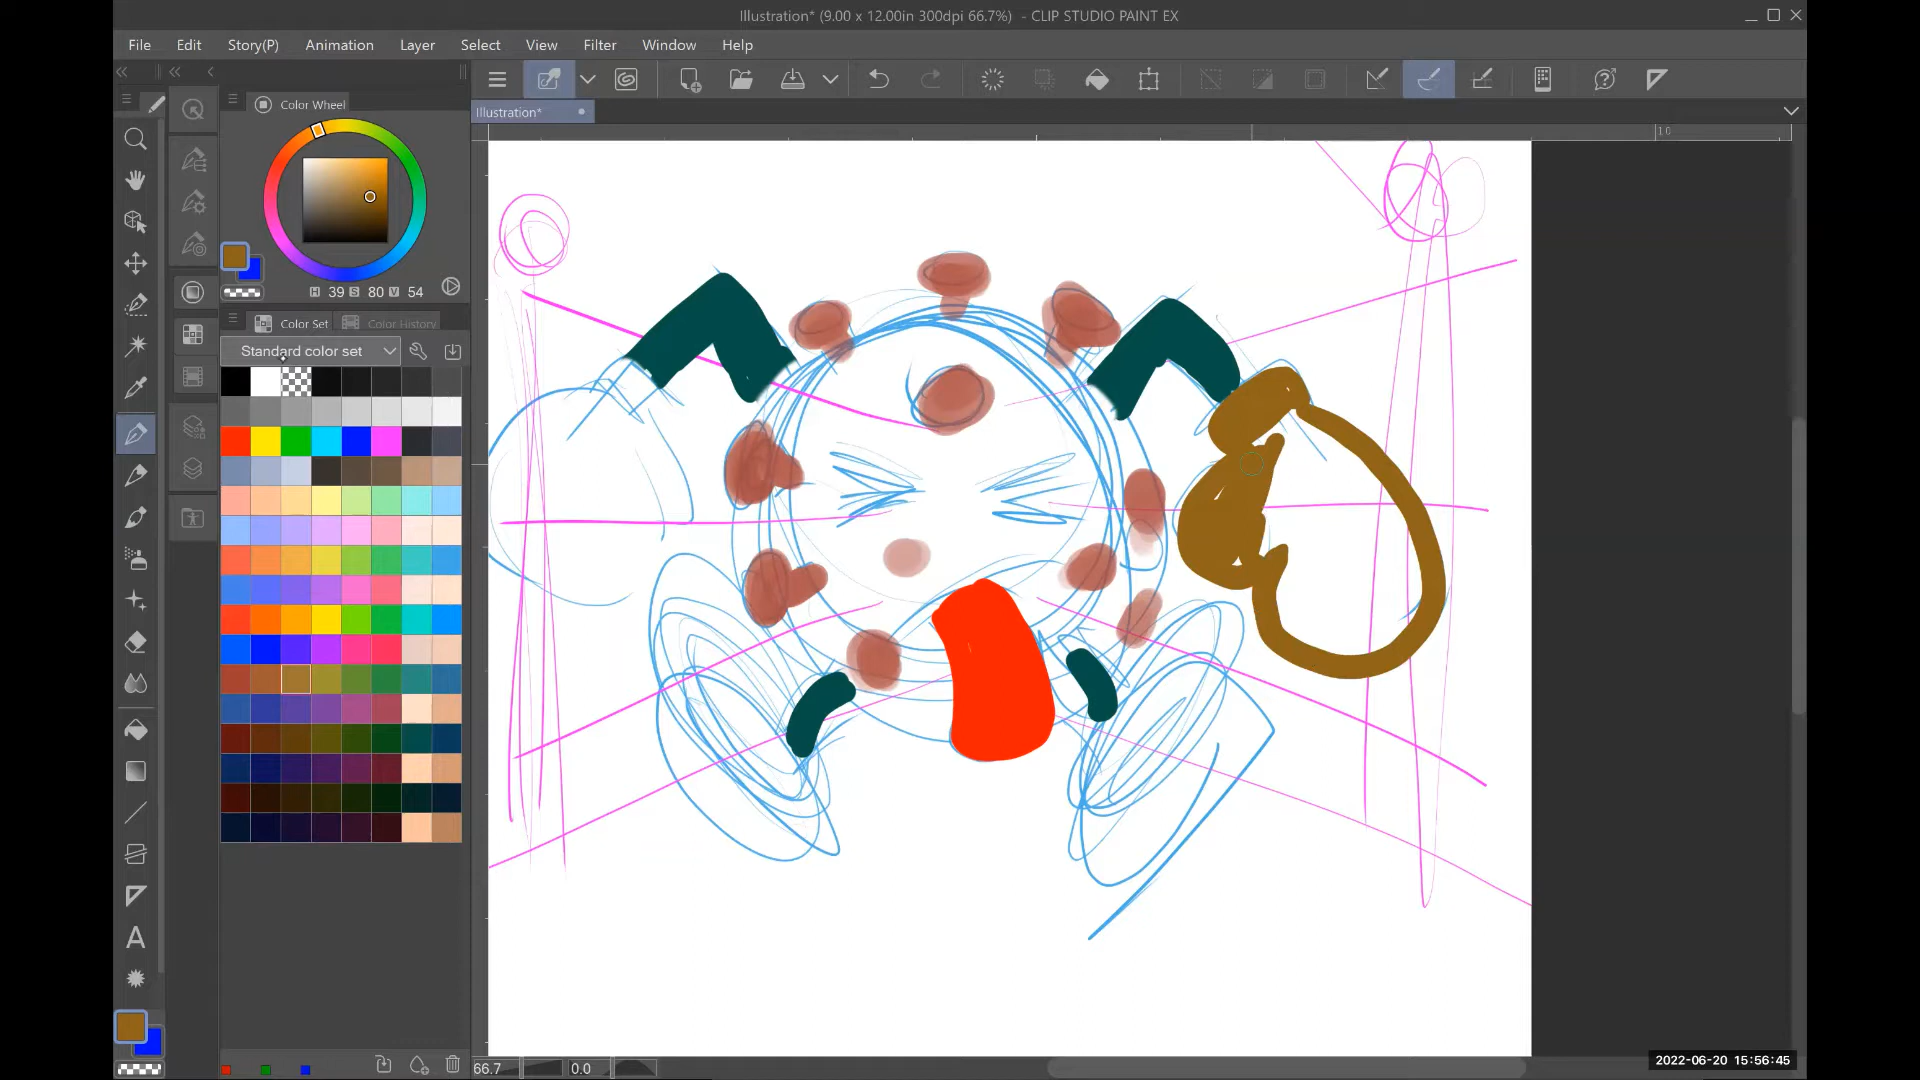 Illustration* (9.00 x 12.00in 300dpi 66.7%) - CLIP STUDIO PAINT EX
File Edit Story(P) Animation Layer Select View Filter Window Help
Color Wheel
Illustration*
10
H 39 S 80 V 54
Color Set Color History
Standard color set
A
66.7 0.0
2022-06-20 15:56:45